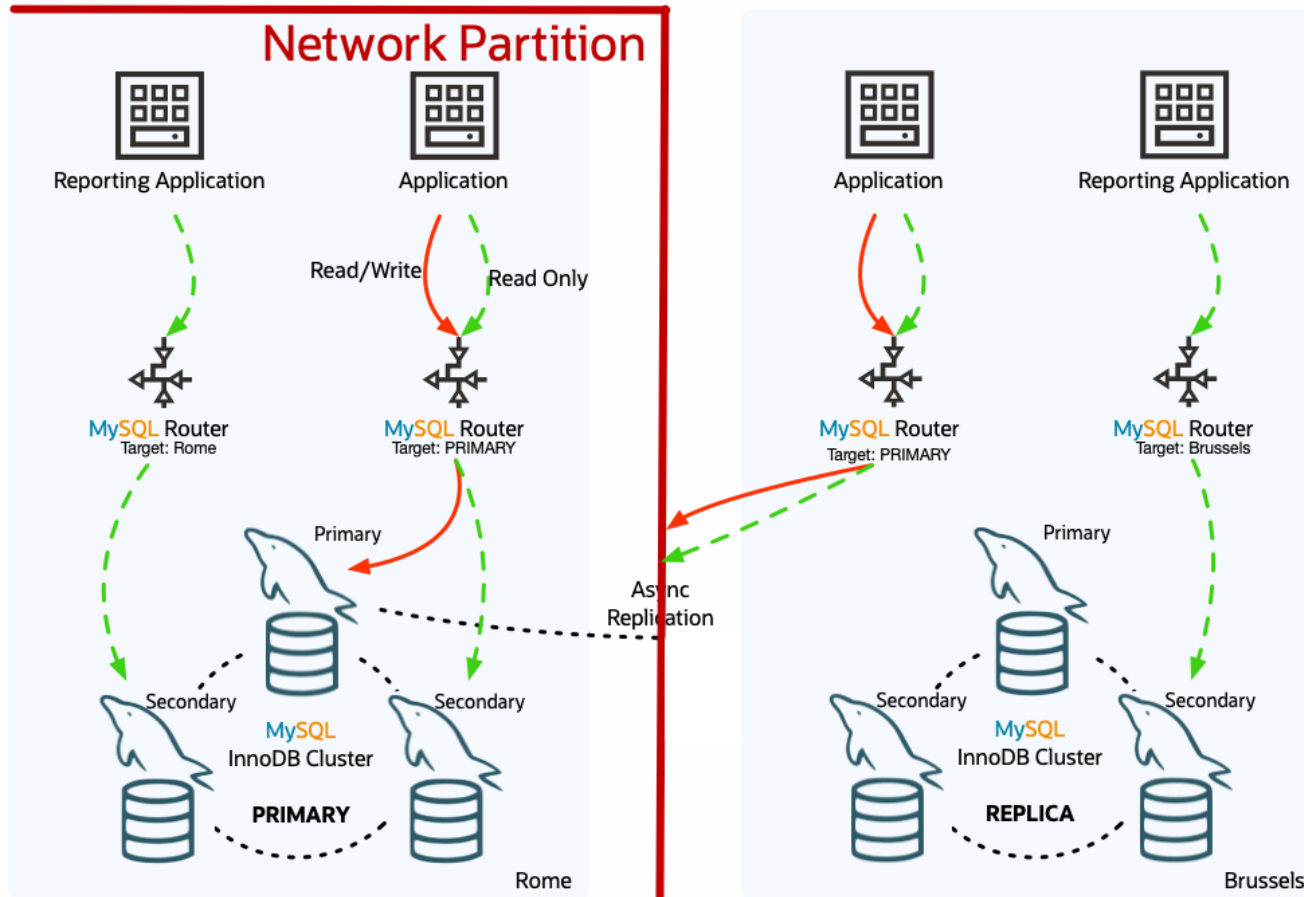 Network Partition
Reporting Application
Application
Application
Reporting Application
Read/Write
Read Only
MySQL Router
Target: Rome
MySQL Router
Target: PRIMARY
MySQL Router
Target: PRIMARY
MySQL Router
Target: Brussels
Primary
Async
Replication
Primary
Secondary
Secondary
MySQL
InnoDB Cluster
PRIMARY
Rome
Secondary
Secondary
MySQL
InnoDB Cluster
REPLICA
Brussels